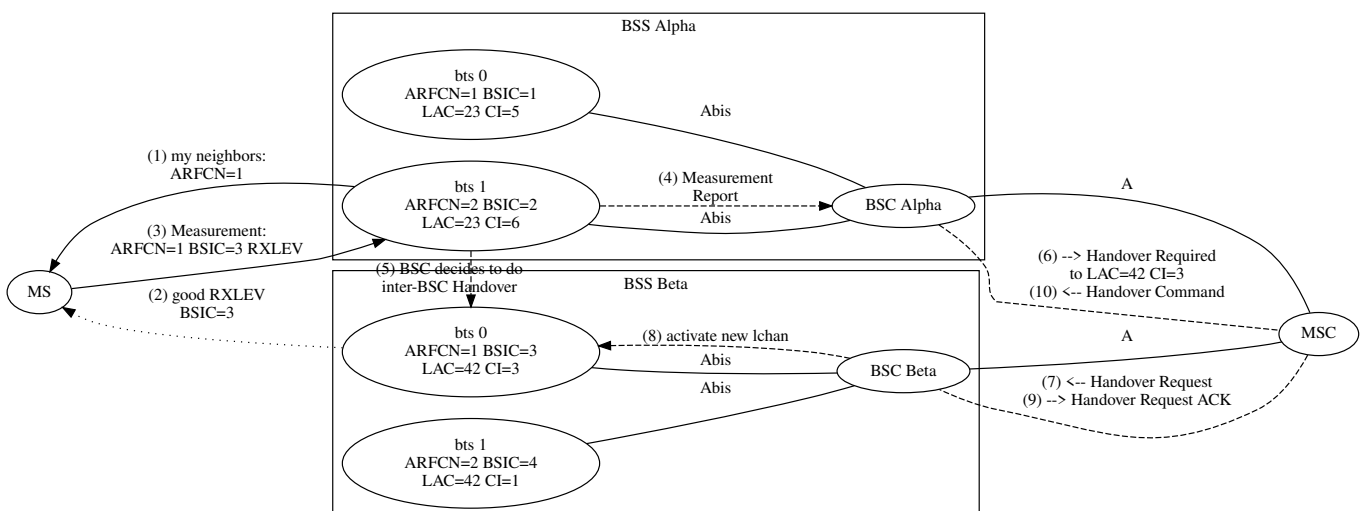 BSS Alpha
bts 0
ARFCN=1 BSIC=1
LAC=23 CI=5
Abis
(1) my neighbors:
ARFCN=1
bts 1
ARFCN=2 BSIC=2
LAC=23 CI=6
(4) Measurement
Report
Abis
BSC Alpha
A
(3) Measurement:
ARFCN=1 BSIC=3 RXLEV
(5) BSC decides to do
inter-BSC Handover
(6) --> Handover Required
to LAC=42 CI=3
(10) <-- Handover Command
MS
(2) good RXLEV
BSIC=3
BSS Beta
bts 0
ARFCN=1 BSIC=3
LAC=42 CI=3
(8) activate new lchan
Abis
Abis
BSC Beta
A
MSC
(7) <-- Handover Request
(9) --> Handover Request ACK
bts 1
ARFCN=2 BSIC=4
LAC=42 CI=1